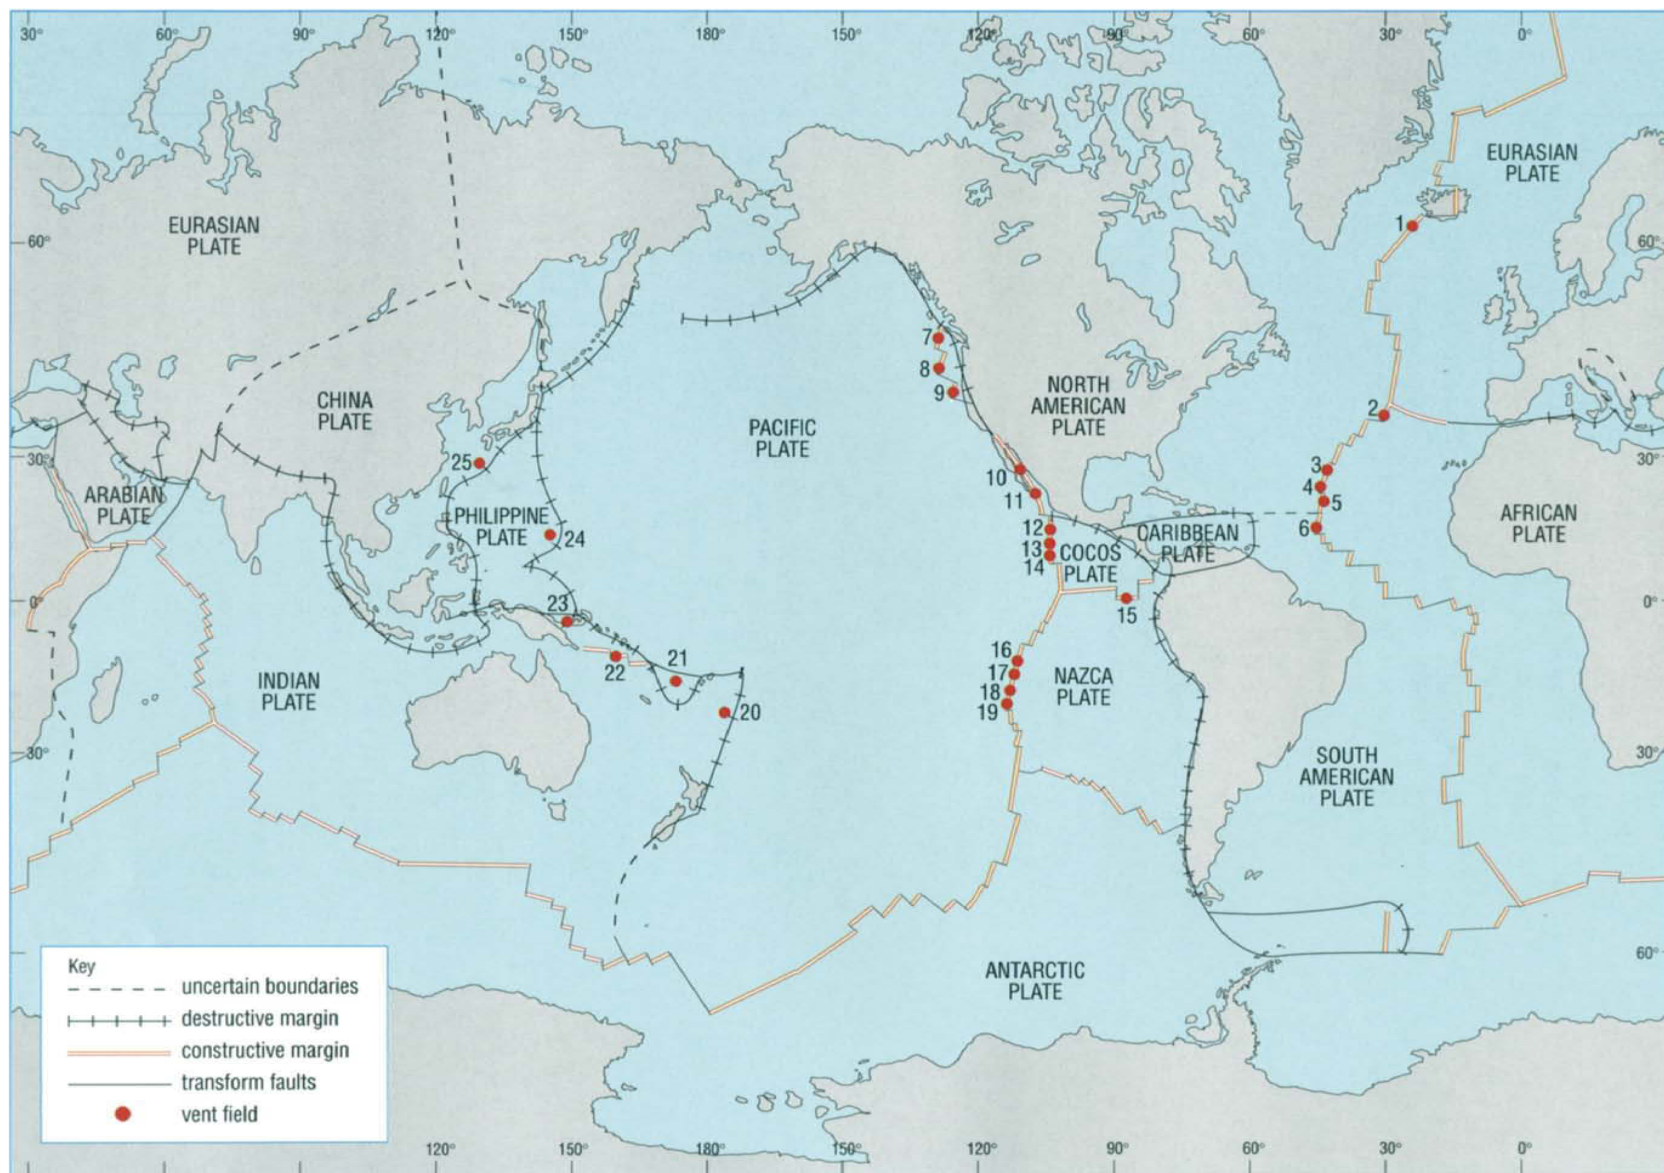 30° 60° 90° 120° 150° 180° 150° 120° 90° 60° 30° 0°
EURASIAN
PLATE
EURASIAN
PLATE
1
60°
60°
7
8
9
CHINA
PLATE
NORTH
AMERICAN
PLATE
PACIFIC
PLATE
2
30°
25
10
3
30°
ARABIAN
PLATE
11
4
5
PHILIPPINE
PLATE
24
12
13
14
COCOS
PLATE
CARIBBEAN
PLATE
6
AFRICAN
PLATE
0°
23
15
0°
INDIAN
PLATE
22
21
20
16
17
18
19
NAZCA
PLATE
30°
30°
SOUTH
AMERICAN
PLATE
ANTARCTIC
PLATE
60°
Key
uncertain boundaries
destructive margin
constructive margin
transform faults
vent field
120° 150° 180° 150° 120° 90° 60° 30° 0°